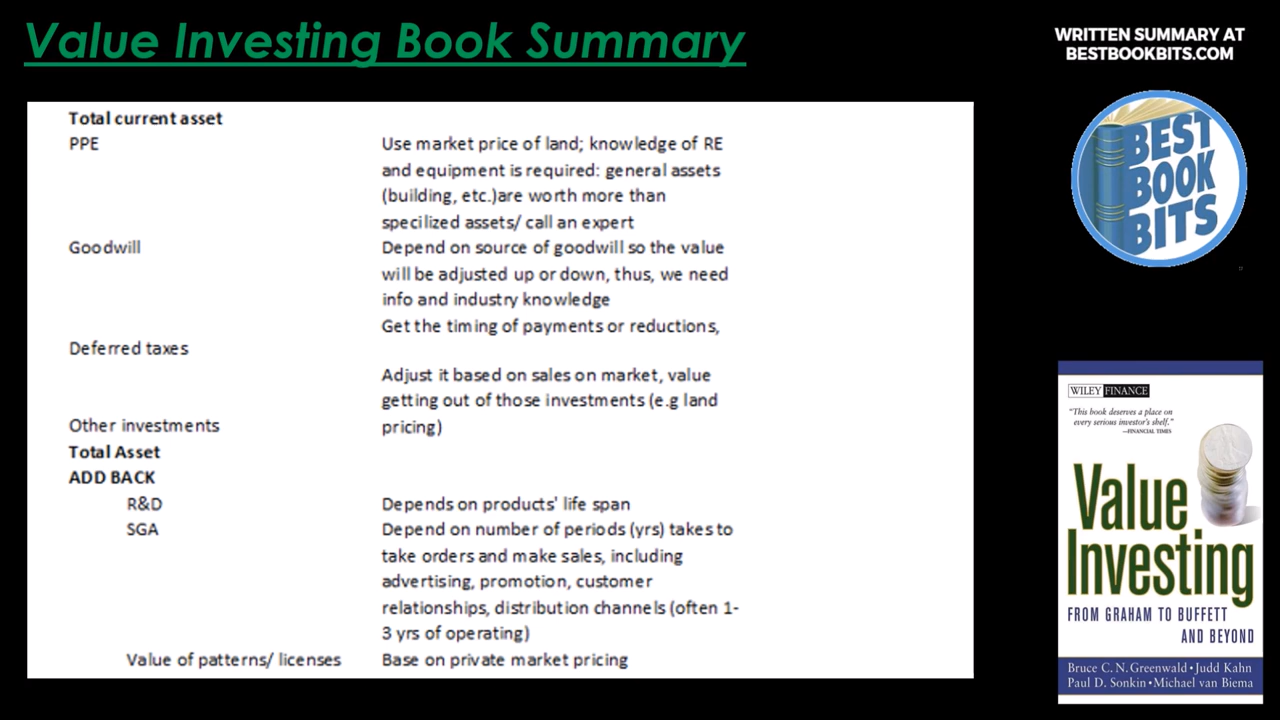 Value Investing Book Summary
WRITTEN SUMMARY AT
BESTBOOKBITS.COM
BEST
BOOK
BITS
Total current asset
PPE
Use market price of land; knowledge of RE
and equipment is required: general assets
(building, etc.)are worth more than
specilized assets/ call an expert
Goodwill
Depend on source of goodwill so the value
will be adjusted up or down, thus, we need
info and industry knowledge
Get the timing of payments or reductions,
Deferred taxes
Adjust it based on sales on market, value
getting out of those investments (e.g land
Other investments
pricing)
Total Asset
ADD BACK
R&D
Depends on products' life span
SGA
Depend on number of periods (yrs) takes to
take orders and make sales, including
advertising, promotion, customer
relationships, distribution channels (often 1-
3 yrs of operating)
Value of patterns/ licenses
Base on private market pricing
WILEY FINANCE
"This book deserves a place on
every serious investor's shelf."
—FINANCIAL TIMES
Value
Investing
FROM GRAHAM TO BUFFETT
AND BEYOND
Bruce C. N. Greenwald • Judd Kahn
Paul D. Sonkin • Michael van Biema